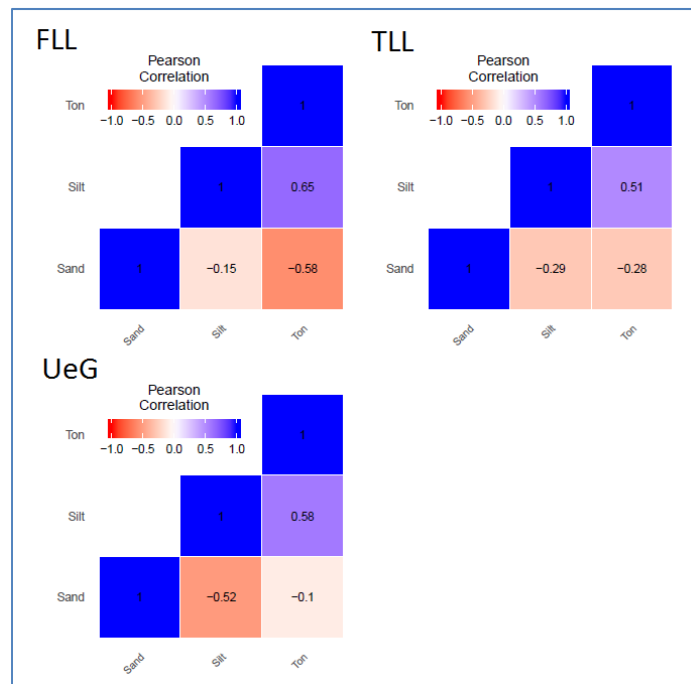 FLL
Pearson
Correlation
−1.0 −0.5 0.0 0.5 1.0
Ton
1
Silt
1 0.65
Sand
1 −0.15 −0.58
Sand Silt Ton
TLL
Pearson
Correlation
−1.0 −0.5 0.0 0.5 1.0
Ton
1
Silt
1 0.51
Sand
1 −0.29 −0.28
Sand Silt Ton
UeG
Pearson
Correlation
−1.0 −0.5 0.0 0.5 1.0
Ton
1
Silt
1 0.58
Sand
1 −0.52 −0.1
Sand Silt Ton